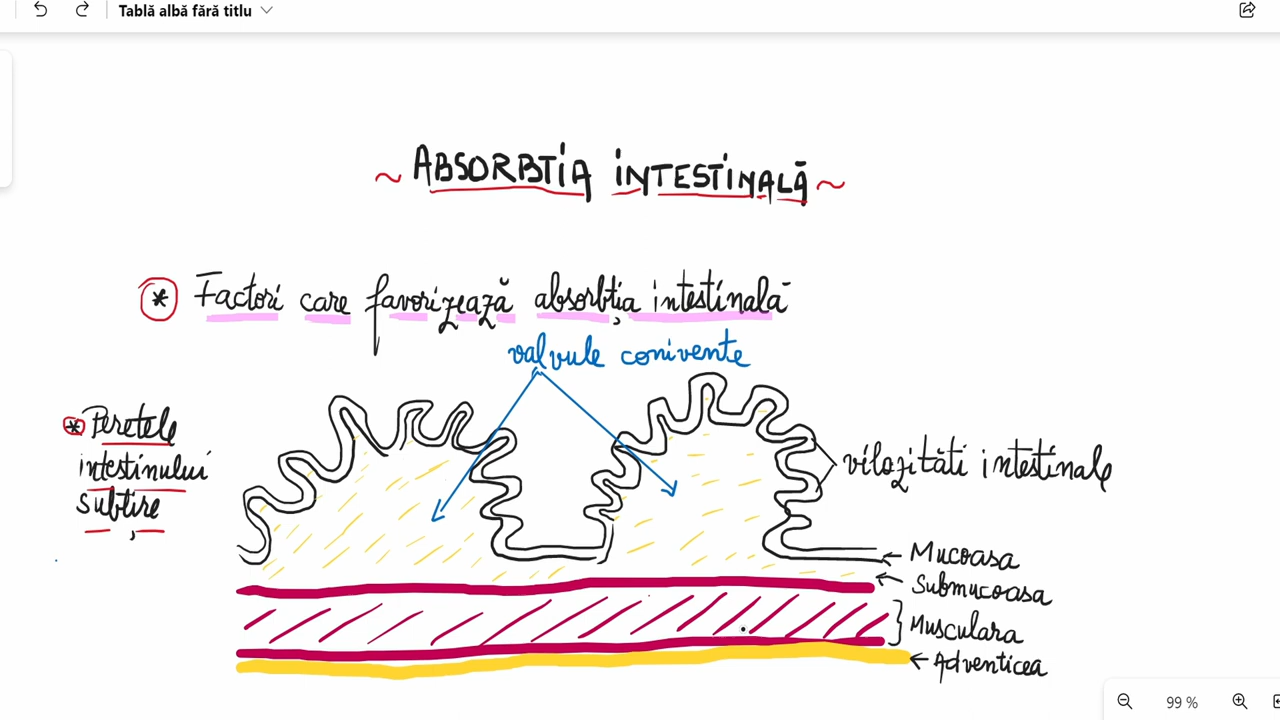 Tablă albă fără titlu
~ ABSORBTIA INTESTINALĂ ~
* Factori care favorizează absorbția intestinală
valvule conivente
* Peretele
intestinului
subțire
vilozități intestinale
Mucoasa
Submucoasa
Musculara
Adventicea
99 %